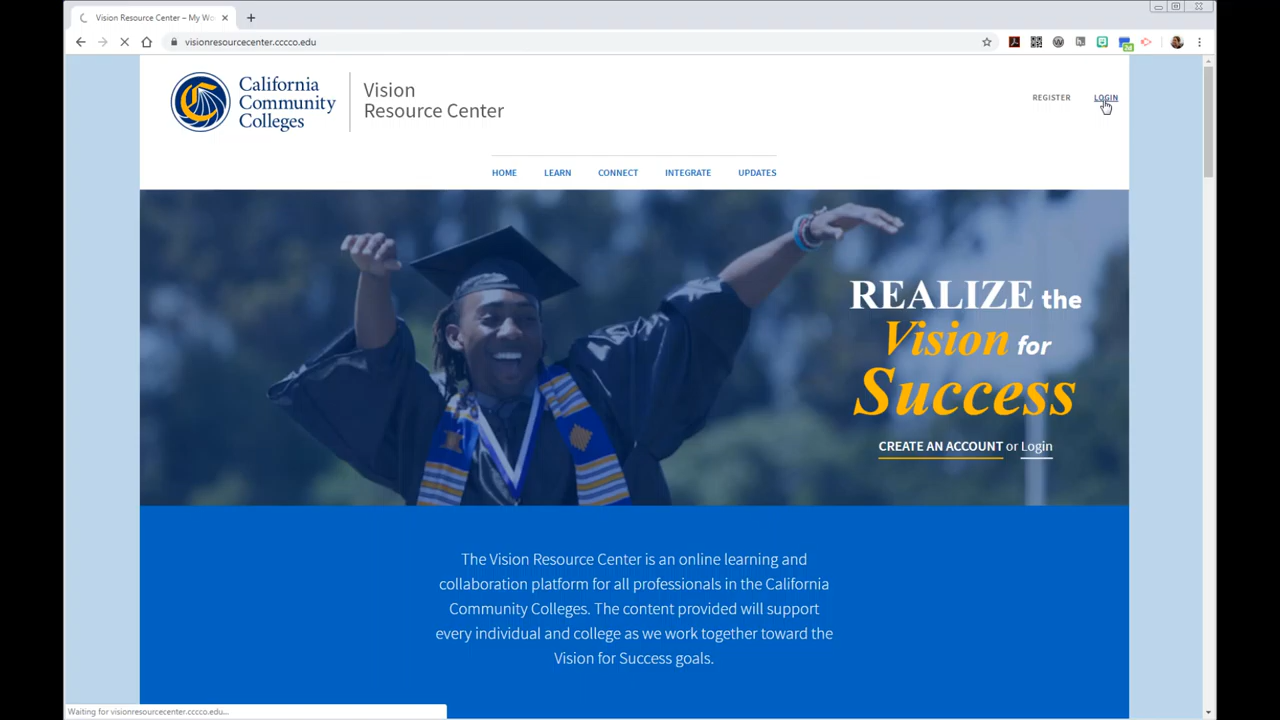 Vision Resource Center – My Wo
visionresourcecenter.cccco.edu
California
Community
Colleges
Vision
Resource Center
REGISTER LOGIN
HOME LEARN CONNECT INTEGRATE UPDATES
REALIZE the
Vision for
Success
CREATE AN ACCOUNT or Login
The Vision Resource Center is an online learning and
collaboration platform for all professionals in the California
Community Colleges. The content provided will support
every individual and college as we work together toward the
Vision for Success goals.
Waiting for visionresourcecenter.cccco.edu...